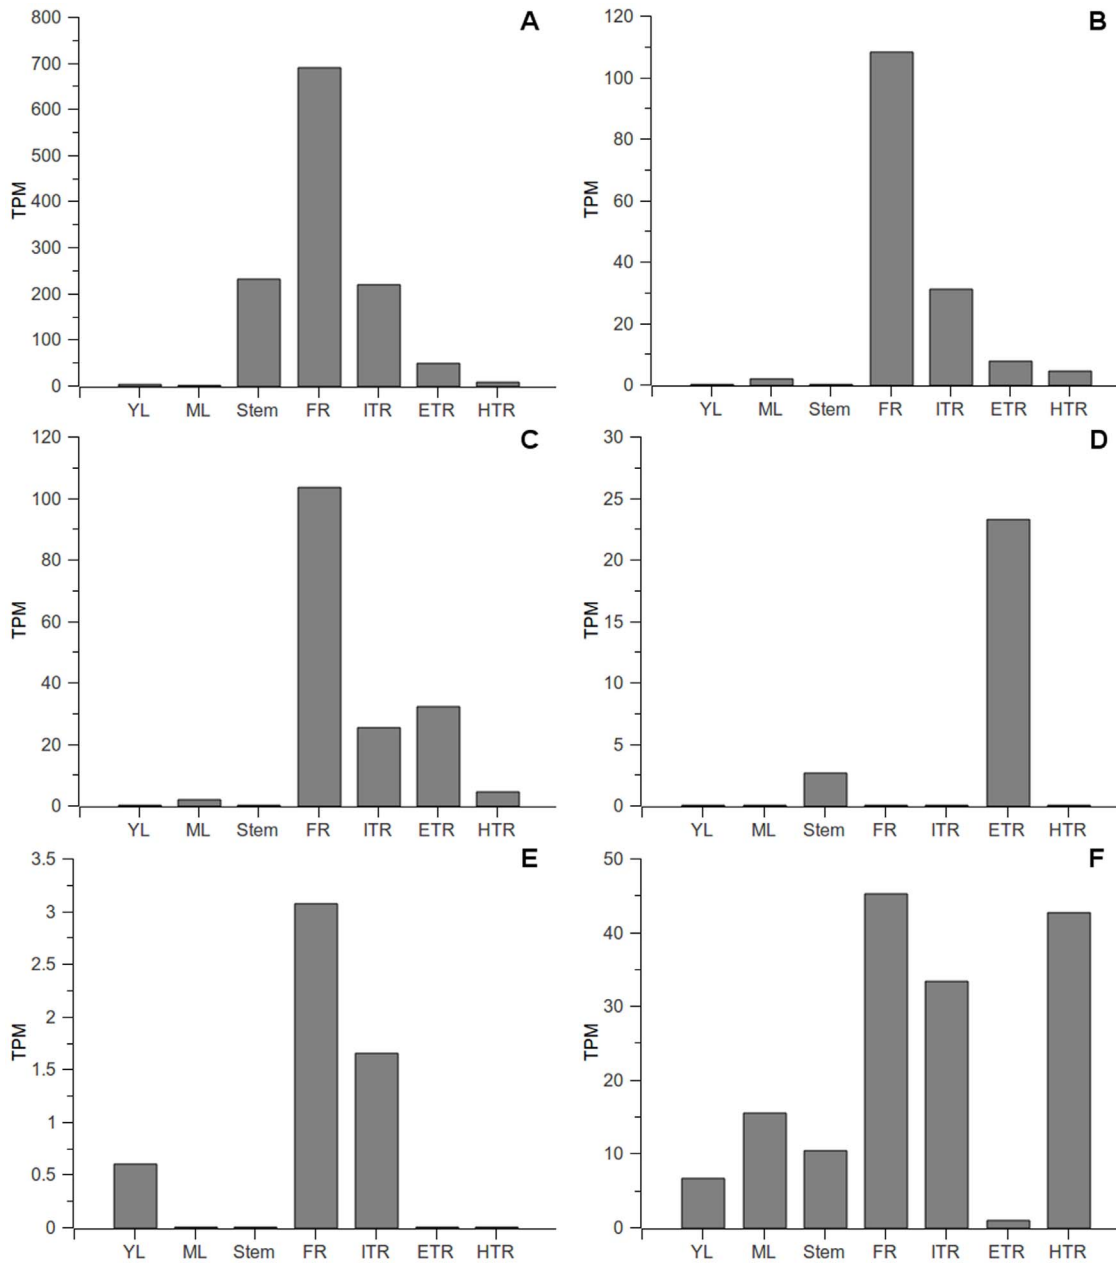 A
800
700
600
500
400
300
200
100
0
TPM
YL ML Stem FR ITR ETR HTR
B
120
100
80
60
40
20
0
TPM
YL ML Stem FR ITR ETR HTR
C
120
100
80
60
40
20
0
TPM
YL ML Stem FR ITR ETR HTR
D
30
25
20
15
10
5
0
TPM
YL ML Stem FR ITR ETR HTR
E
3.5
3
2.5
2
1.5
1
0.5
0
TPM
YL ML Stem FR ITR ETR HTR
F
50
40
30
20
10
0
TPM
YL ML Stem FR ITR ETR HTR